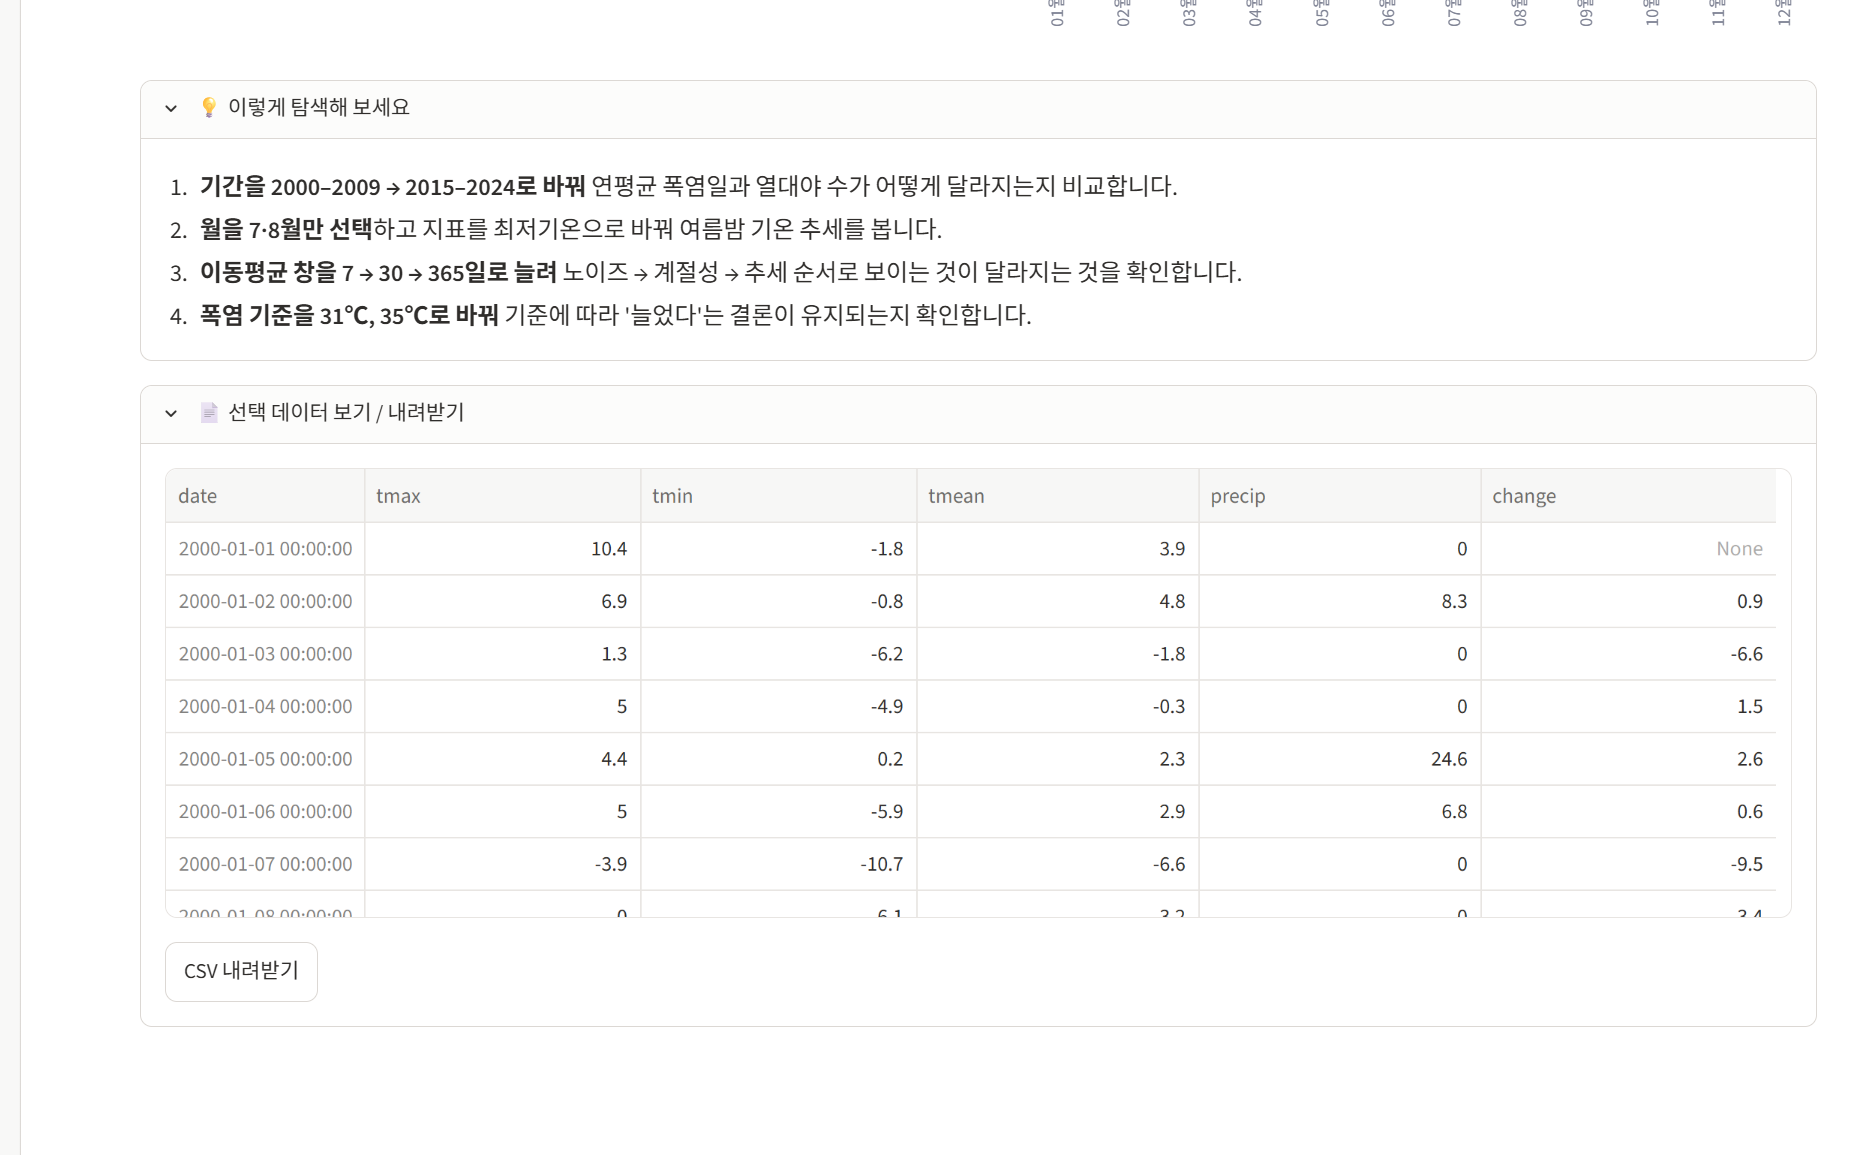 01월 02월 03월 04월 05월 06월 07월 08월 09월 10월 11월 12월
💡 이렇게 탐색해 보세요
1. 기간을 2000–2009 → 2015–2024로 바꿔 연평균 폭염일과 열대야 수가 어떻게 달라지는지 비교합니다.
2. 월을 7·8월만 선택하고 지표를 최저기온으로 바꿔 여름밤 기온 추세를 봅니다.
3. 이동평균 창을 7 → 30 → 365일로 늘려 노이즈 → 계절성 → 추세 순서로 보이는 것이 달라지는 것을 확인합니다.
4. 폭염 기준을 31℃, 35℃로 바꿔 기준에 따라 '늘었다'는 결론이 유지되는지 확인합니다.
선택 데이터 보기 / 내려받기
date tmax tmin tmean precip change
2000-01-01 00:00:00 10.4 -1.8 3.9 0 None
2000-01-02 00:00:00 6.9 -0.8 4.8 8.3 0.9
2000-01-03 00:00:00 1.3 -6.2 -1.8 0 -6.6
2000-01-04 00:00:00 5 -4.9 -0.3 0 1.5
2000-01-05 00:00:00 4.4 0.2 2.3 24.6 2.6
2000-01-06 00:00:00 5 -5.9 2.9 6.8 0.6
2000-01-07 00:00:00 -3.9 -10.7 -6.6 0 -9.5
2000-01-08 00:00:00 0
CSV 내려받기